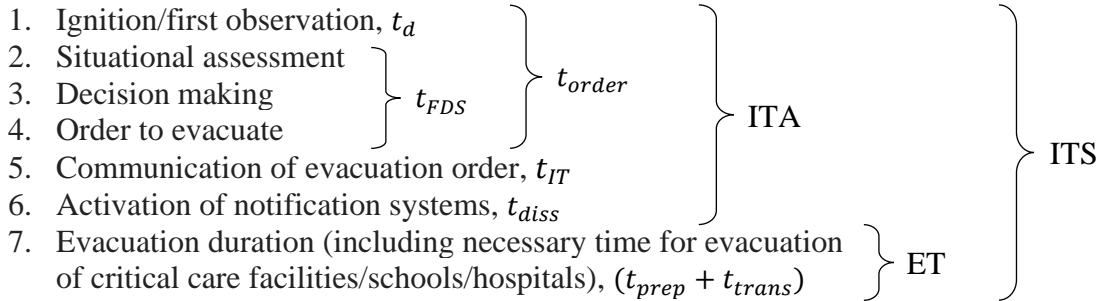 1. Ignition/first observation, t_d
2. Situational assessment
3. Decision making
4. Order to evacuate
5. Communication of evacuation order, t_IT
6. Activation of notification systems, t_diss
7. Evacuation duration (including necessary time for evacuation
of critical care facilities/schools/hospitals), (t_prep + t_trans)
t_FDS
t_order
ITA
ITS
ET